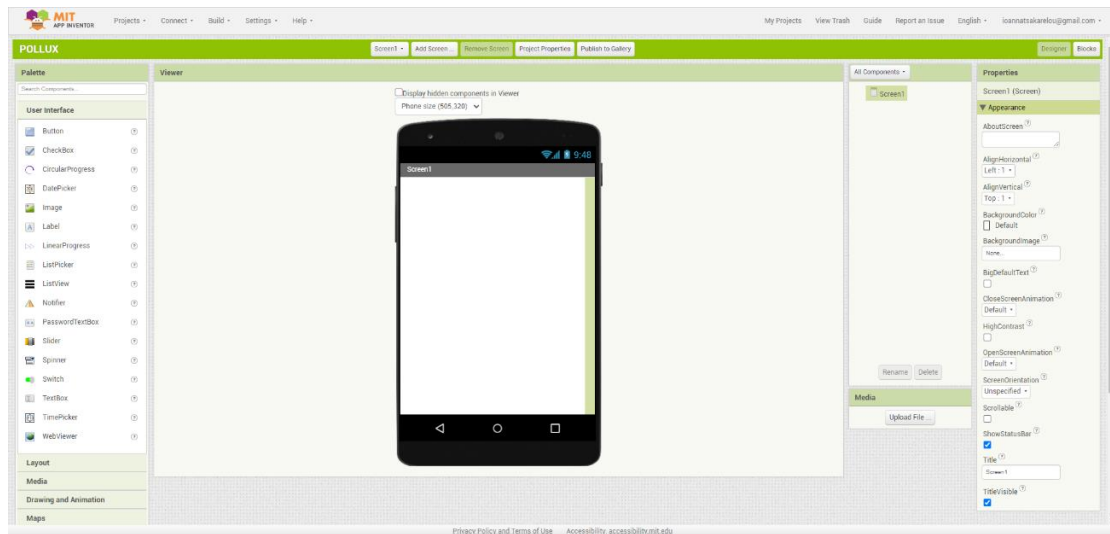 MIT
APP INVENTOR
Projects
Connect
Build
Settings
Help
My Projects
View Trash
Guide
Report an Issue
English
ioannatsakarelou@gmail.com
POLLUX
Screen1
Add Screen ...
Remove Screen
Project Properties
Publish to Gallery
Designer
Blocks
Palette
Search Components...
User Interface
Button
CheckBox
CircularProgress
DatePicker
Image
Label
LinearProgress
ListPicker
ListView
Notifier
PasswordTextBox
Slider
Spinner
Switch
TextBox
TimePicker
WebViewer
Layout
Media
Drawing and Animation
Maps
Viewer
Display hidden components in Viewer
Phone size (505,320)
9:48
Screen1
All Components
Screen1
Rename
Delete
Media
Upload File ...
Properties
Screen1 (Screen)
Appearance
AboutScreen
AlignHorizontal
Left : 1
AlignVertical
Top : 1
BackgroundColor
Default
BackgroundImage
None...
BigDefaultText
CloseScreenAnimation
Default
HighContrast
OpenScreenAnimation
Default
ScreenOrientation
Unspecified
Scrollable
ShowStatusBar
Title
Screen1
TitleVisible
Privacy Policy and Terms of Use
Accessibility: accessibility.mit.edu